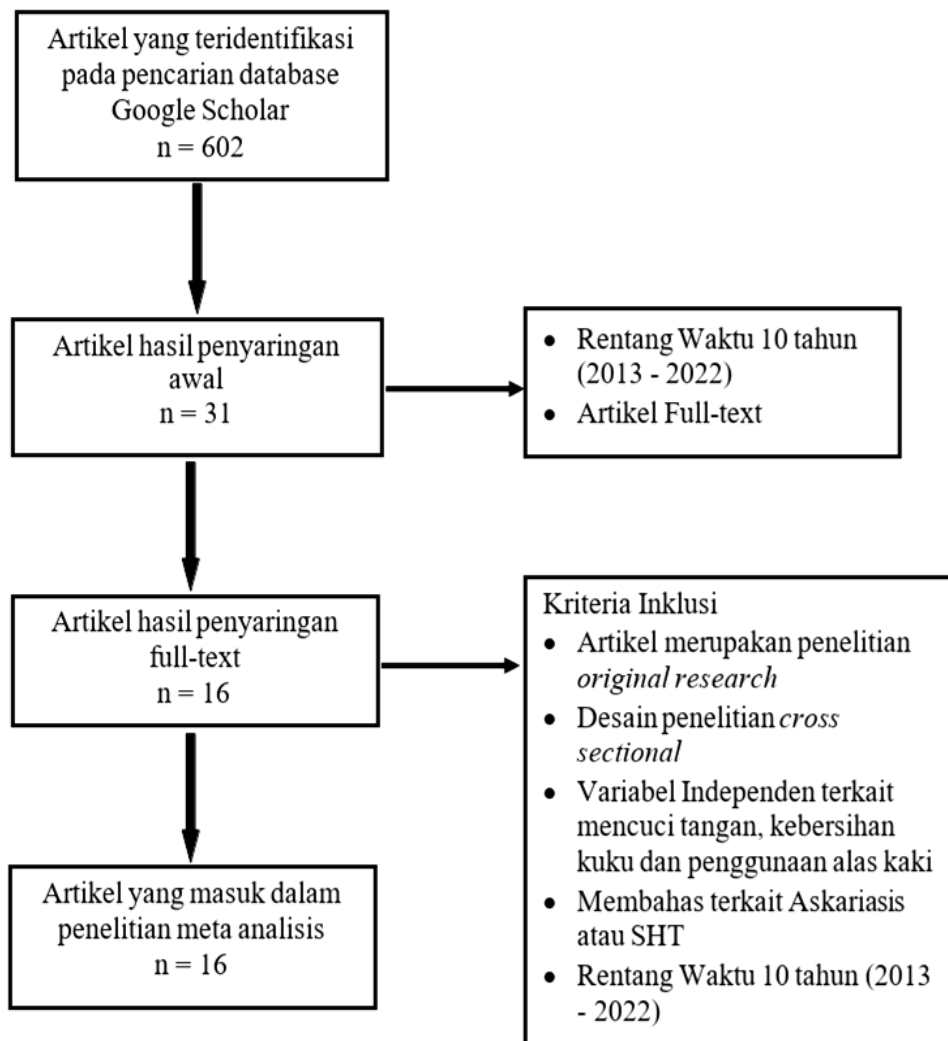 Artikel yang teridentifikasi
pada pencarian database
Google Scholar
n = 602
Artikel hasil penyaringan
awal
n = 31
• Rentang Waktu 10 tahun
(2013 - 2022)
• Artikel Full-text
Artikel hasil penyaringan
full-text
n = 16
Kriteria Inklusi
• Artikel merupakan penelitian
original research
• Desain penelitian cross
sectional
• Variabel Independen terkait
mencuci tangan, kebersihan
kuku dan penggunaan alas kaki
• Membahas terkait Askariasis
atau SHT
• Rentang Waktu 10 tahun (2013
- 2022)
Artikel yang masuk dalam
penelitian meta analisis
n = 16